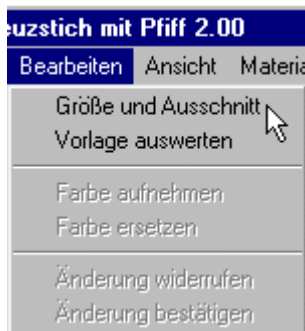 euzstich mit Pfiff 2.00
Bearbeiten Ansicht Materia
Größe und Ausschnitt
Vorlage auswerten
Farbe aufnehmen
Farbe ersetzen
Änderung widerrufen
Änderung bestätigen